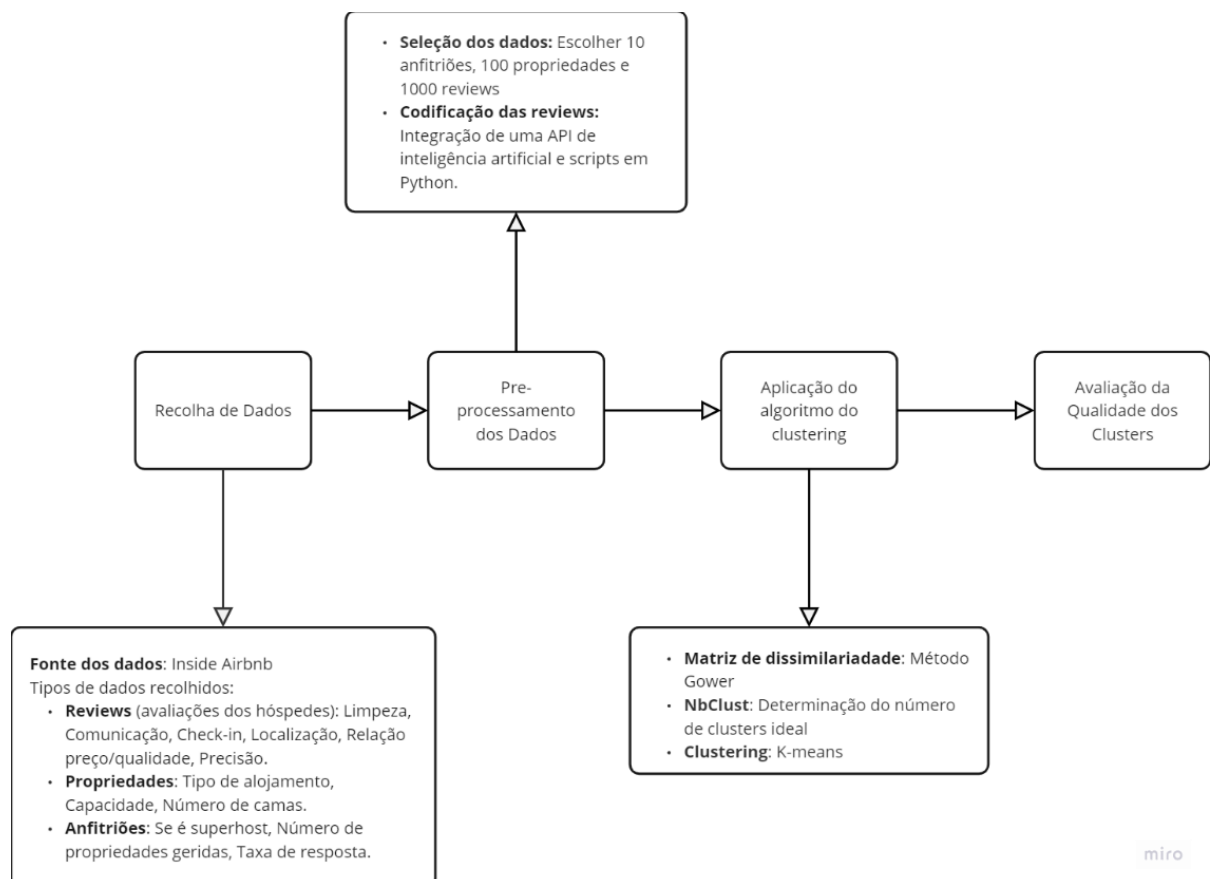 • Seleção dos dados: Escolher 10
anfitriões, 100 propriedades e
1000 reviews
• Codificação das reviews:
Integração de uma API de
inteligência artificial e scripts em
Python.
Recolha de Dados
Pre-
processamento
dos Dados
Aplicação do
algoritmo do
clustering
Avaliação da
Qualidade dos
Clusters
Fonte dos dados: Inside Airbnb
Tipos de dados recolhidos:
• Reviews (avaliações dos hóspedes): Limpeza,
Comunicação, Check-in, Localização, Relação
preço/qualidade, Precisão.
• Propriedades: Tipo de alojamento,
Capacidade, Número de camas.
• Anfitriões: Se é superhost, Número de
propriedades geridas, Taxa de resposta.
• Matriz de dissimilariadade: Método
Gower
• NbClust: Determinação do número
de clusters ideal
• Clustering: K-means
miro